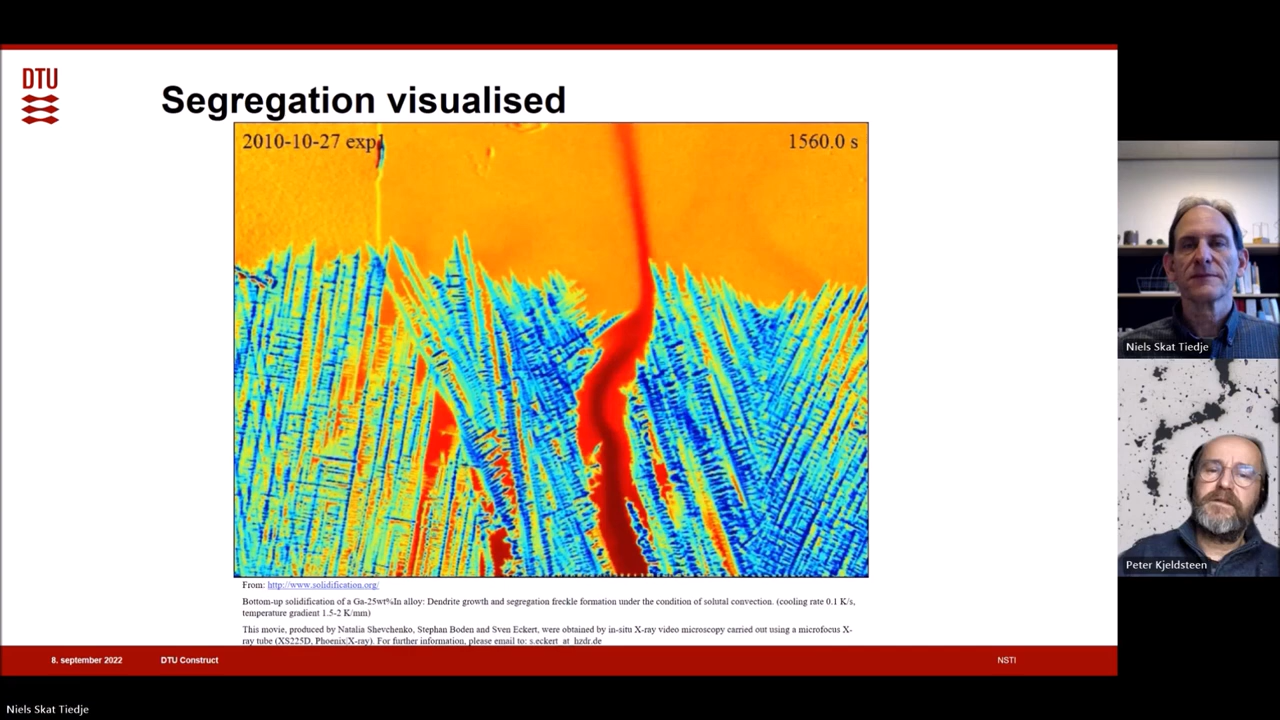 DTU
Segregation visualised
2010-10-27 exp1
1560.0 s
From: http://www.solidification.org/
Bottom-up solidification of a Ga-25wt%In alloy: Dendrite growth and segregation freckle formation under the condition of solutal convection. (cooling rate 0.1 K/s,
temperature gradient 1.5-2 K/mm)
This movie, produced by Natalia Shevchenko, Stephan Boden and Sven Eckert, were obtained by in-situ X-ray video microscopy carried out using a microfocus X-
ray tube (XS225D, Phoenix|X-ray). For further information, please email to: s.eckert_at_hzdr.de
8. september 2022
DTU Construct
NSTI
Niels Skat Tiedje
Peter Kjeldsteen
Niels Skat Tiedje